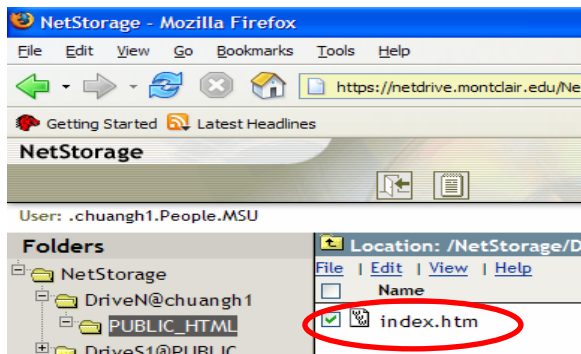 NetStorage - Mozilla Firefox
File Edit View Go Bookmarks Tools Help
https://netdrive.montclair.edu/Ne
Getting Started Latest Headlines
NetStorage
User: .chuangh1.People.MSU
Folders
Location: /NetStorage/D
NetStorage
File | Edit | View | Help
DriveN@chuangh1
Name
PUBLIC_HTML
index.htm
DriveS1@PUBLIC